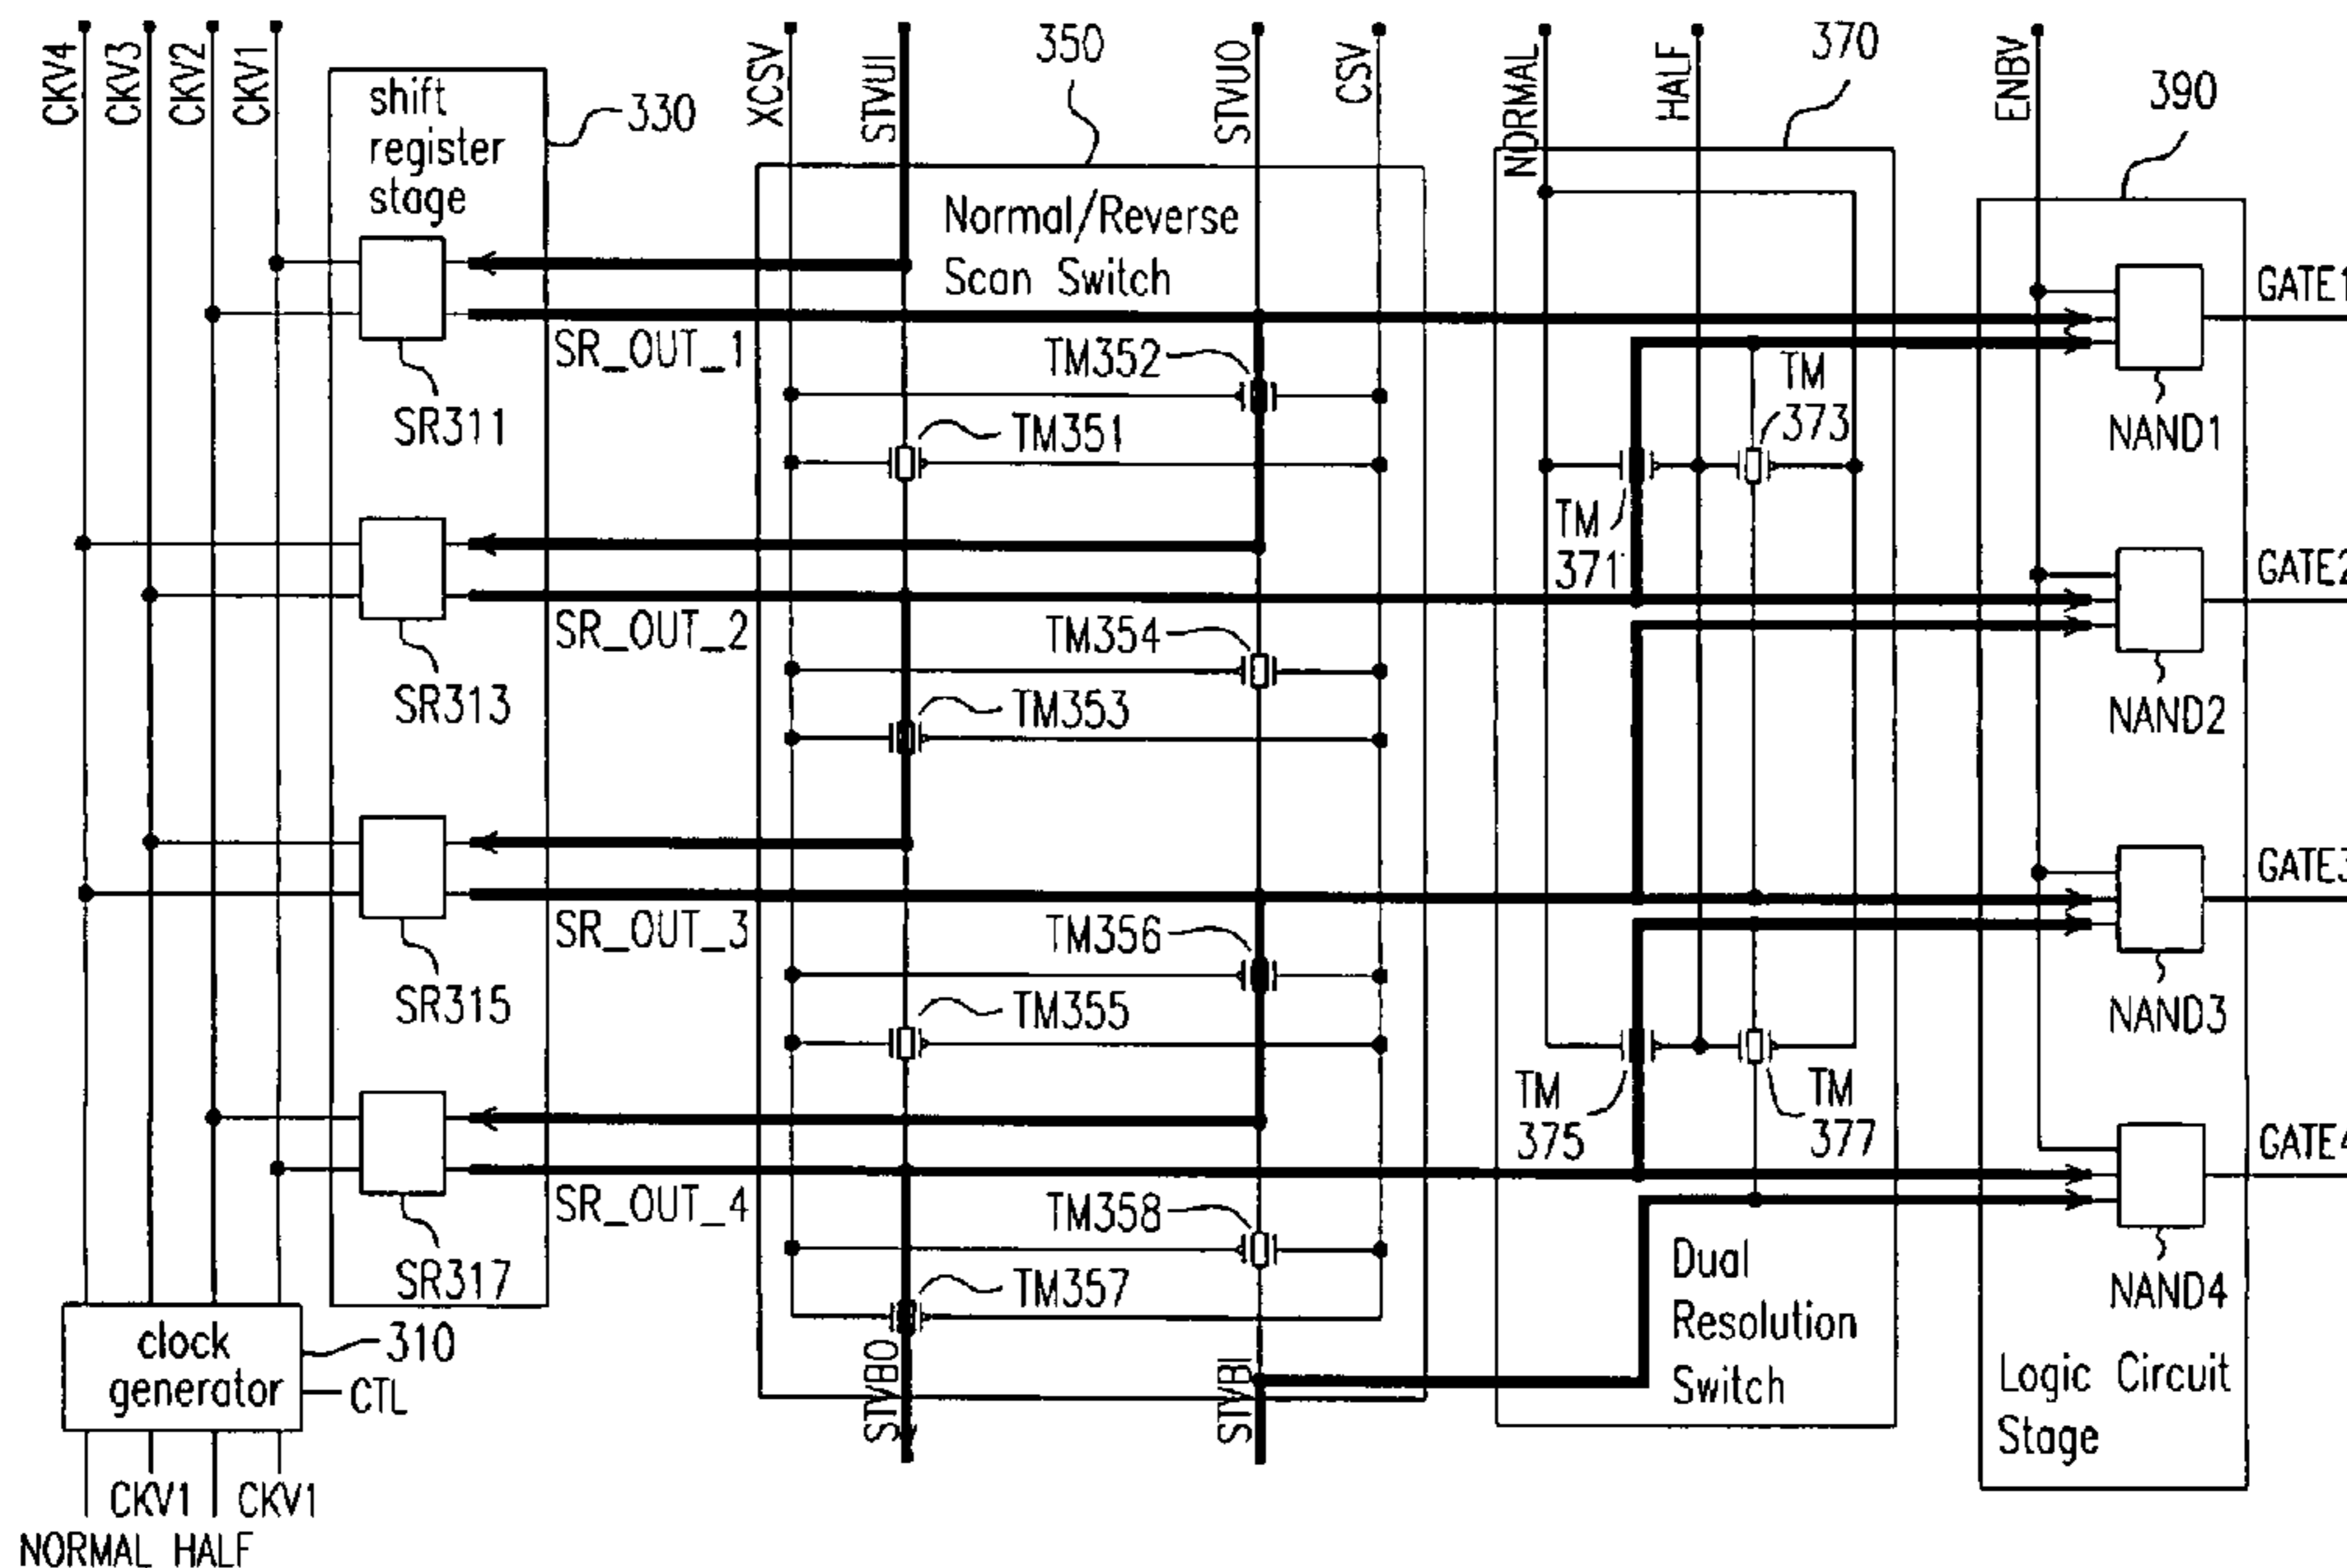 CKV4
CKV3
CKV2
CKV1
XCSV
STVUI
350
STVUO
CSV
NORMAL
HALF
370
ENBV
390
shift
register
stage
330
Normal/Reverse
Scan Switch
GATE1
SR_OUT_1
TM352
TM
373
SR311
TM351
NAND1
TM
371
GATE2
SR_OUT_2
TM354
SR313
TM353
NAND2
GATE3
SR_OUT_3
TM356
SR315
TM355
NAND3
TM
375
TM
377
GATE4
SR_OUT_4
TM358
SR317
TM357
NAND4
clock
generator
310
CTL
STVBO
STVBI
Dual
Resolution
Switch
Logic Circuit
Stage
CKV1
CKV1
NORMAL
HALF